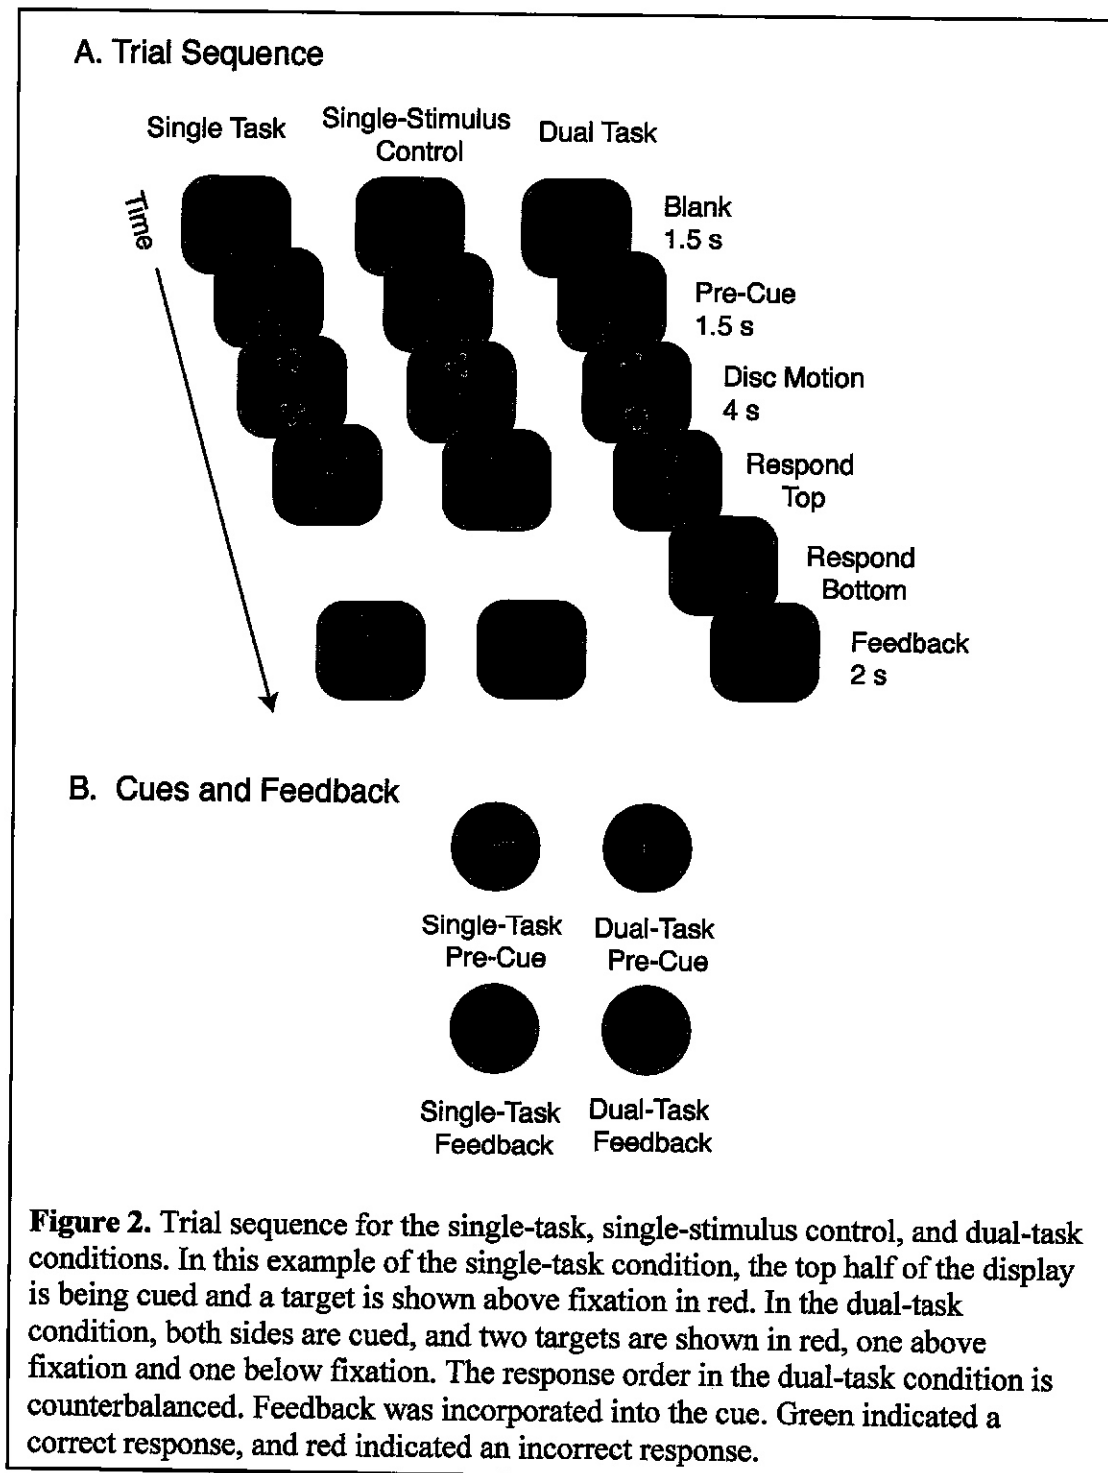 A. Trial Sequence
Single Task
Single-Stimulus
Control
Dual Task
Time
Blank
1.5 s
Pre-Cue
1.5 s
Disc Motion
4 s
Respond
Top
Respond
Bottom
Feedback
2 s
B. Cues and Feedback
Single-Task
Pre-Cue
Dual-Task
Pre-Cue
Single-Task
Feedback
Dual-Task
Feedback
Figure 2. Trial sequence for the single-task, single-stimulus control, and dual-task
conditions. In this example of the single-task condition, the top half of the display
is being cued and a target is shown above fixation in red. In the dual-task
condition, both sides are cued, and two targets are shown in red, one above
fixation and one below fixation. The response order in the dual-task condition is
counterbalanced. Feedback was incorporated into the cue. Green indicated a
correct response, and red indicated an incorrect response.